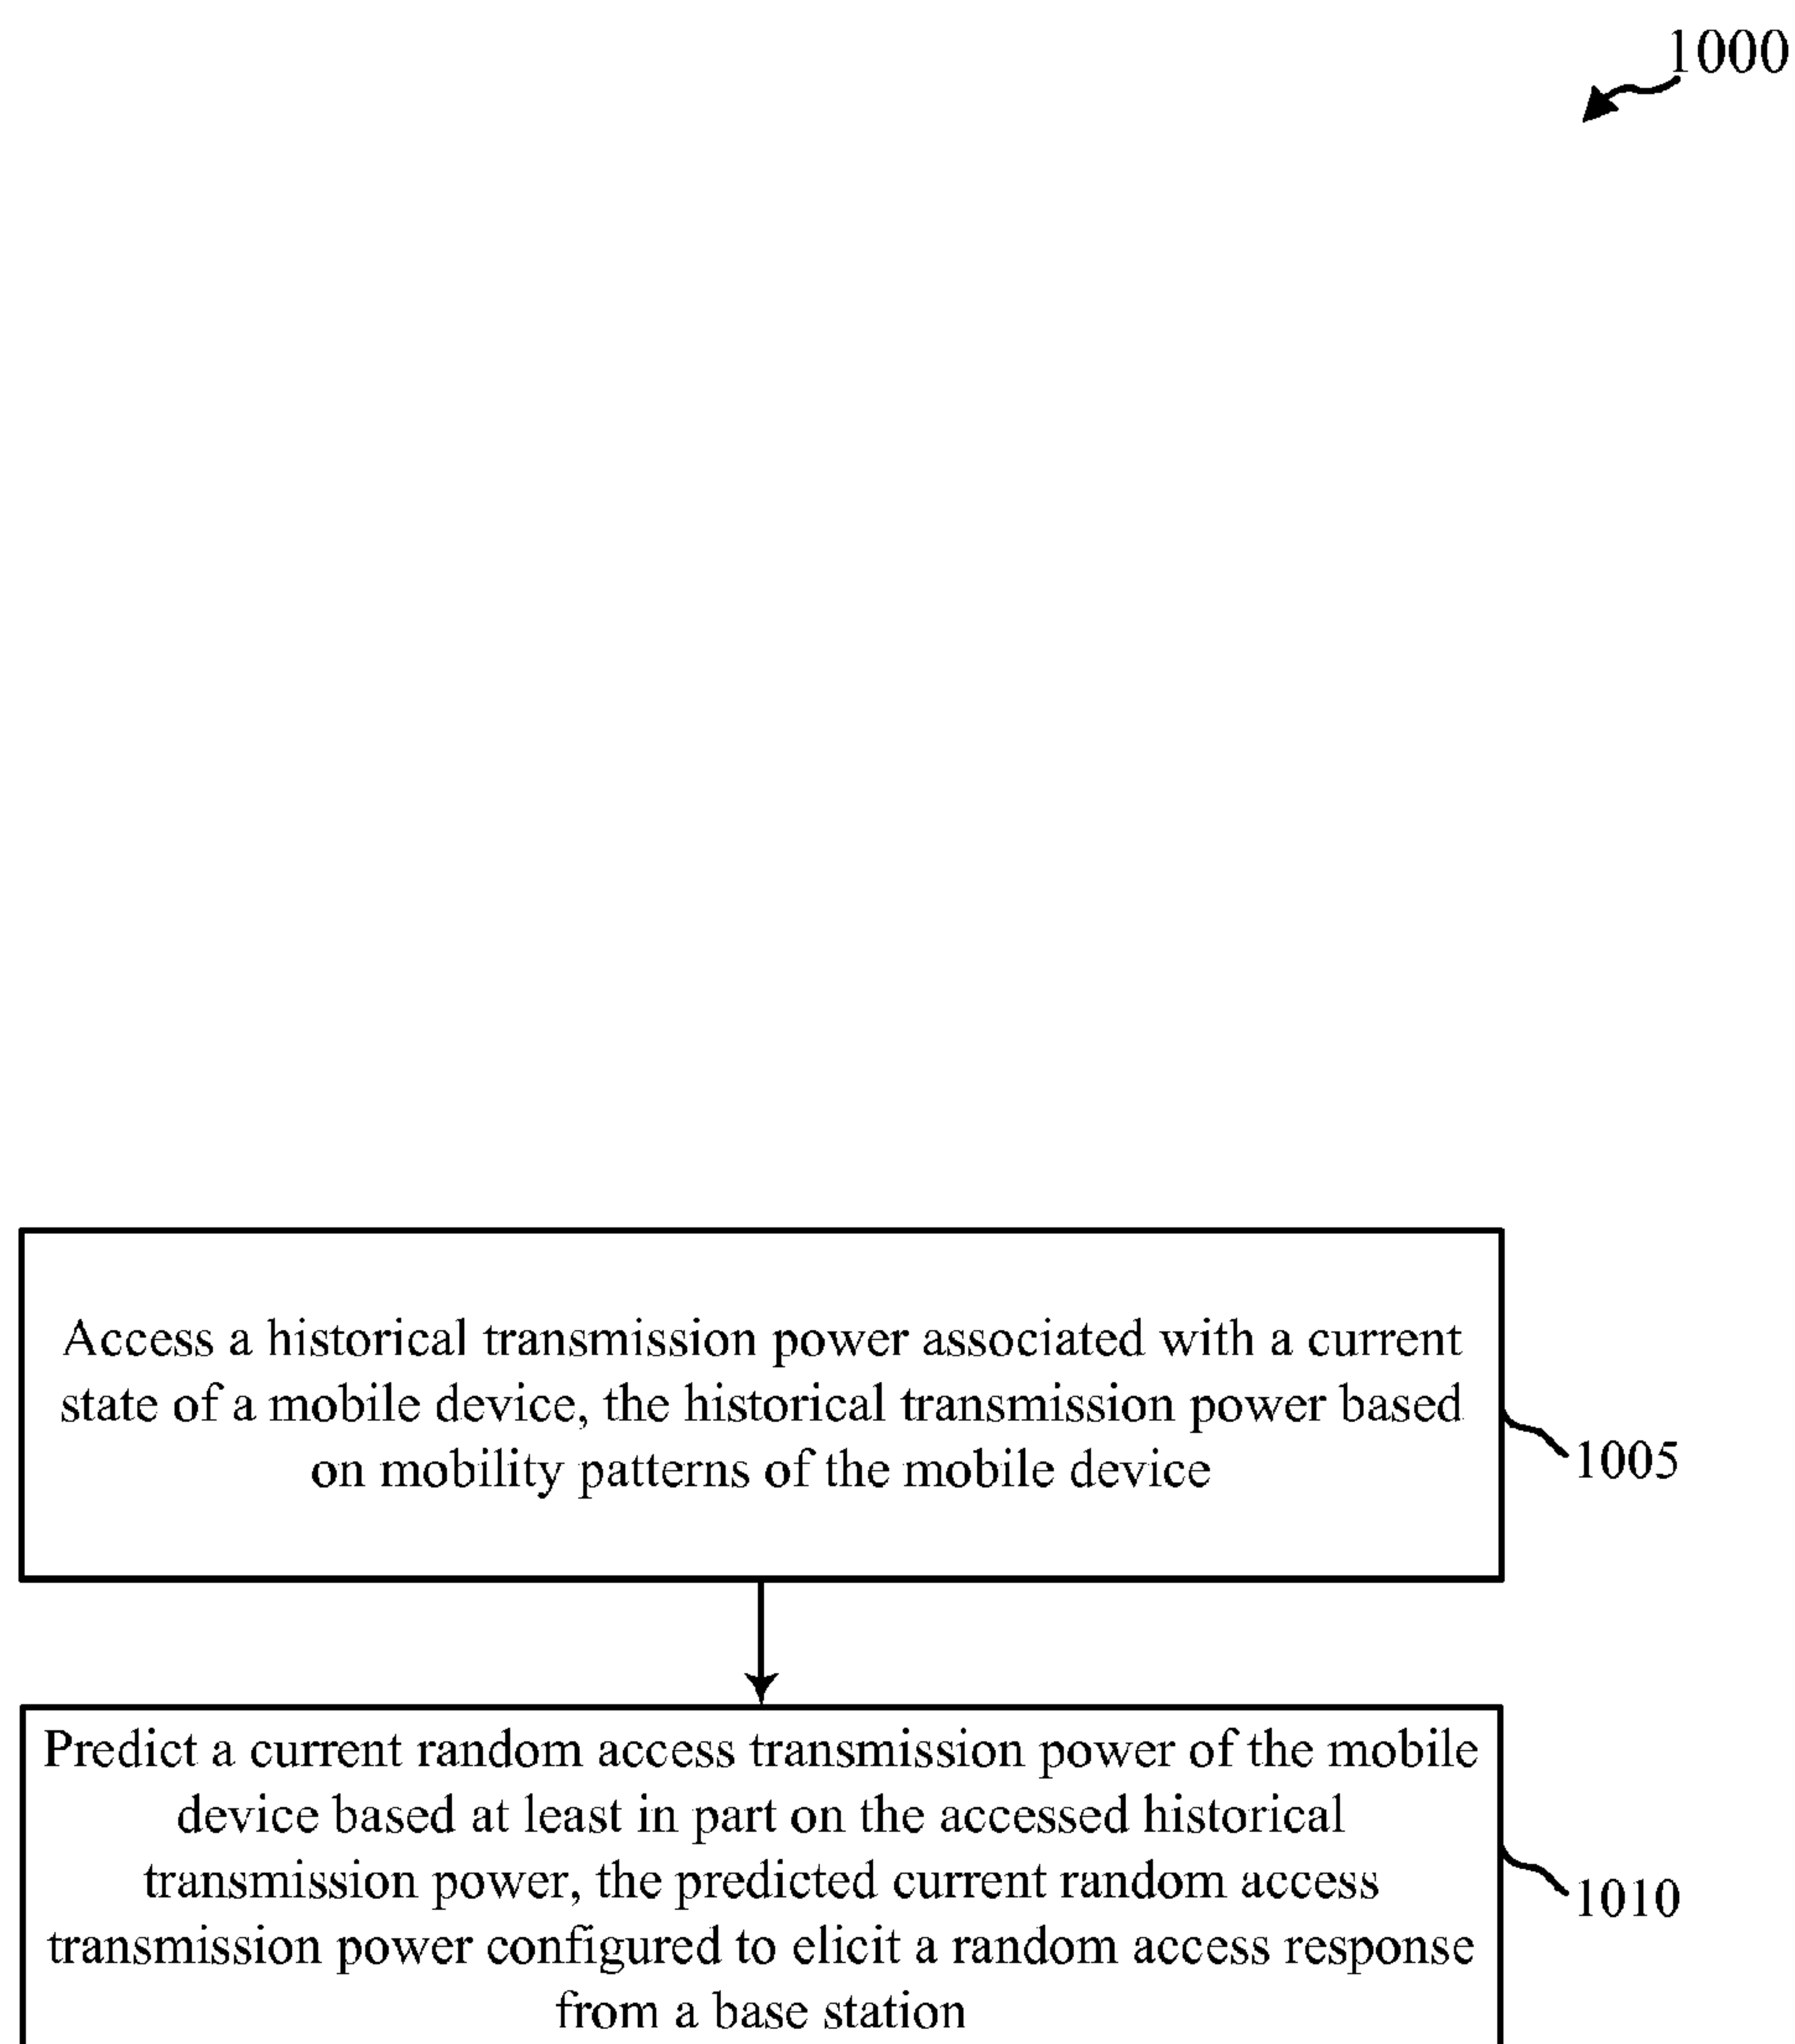 1000
Access a historical transmission power associated with a current
state of a mobile device, the historical transmission power based
on mobility patterns of the mobile device
1005
Predict a current random access transmission power of the mobile
device based at least in part on the accessed historical
transmission power, the predicted current random access
transmission power configured to elicit a random access response
from a base station
1010